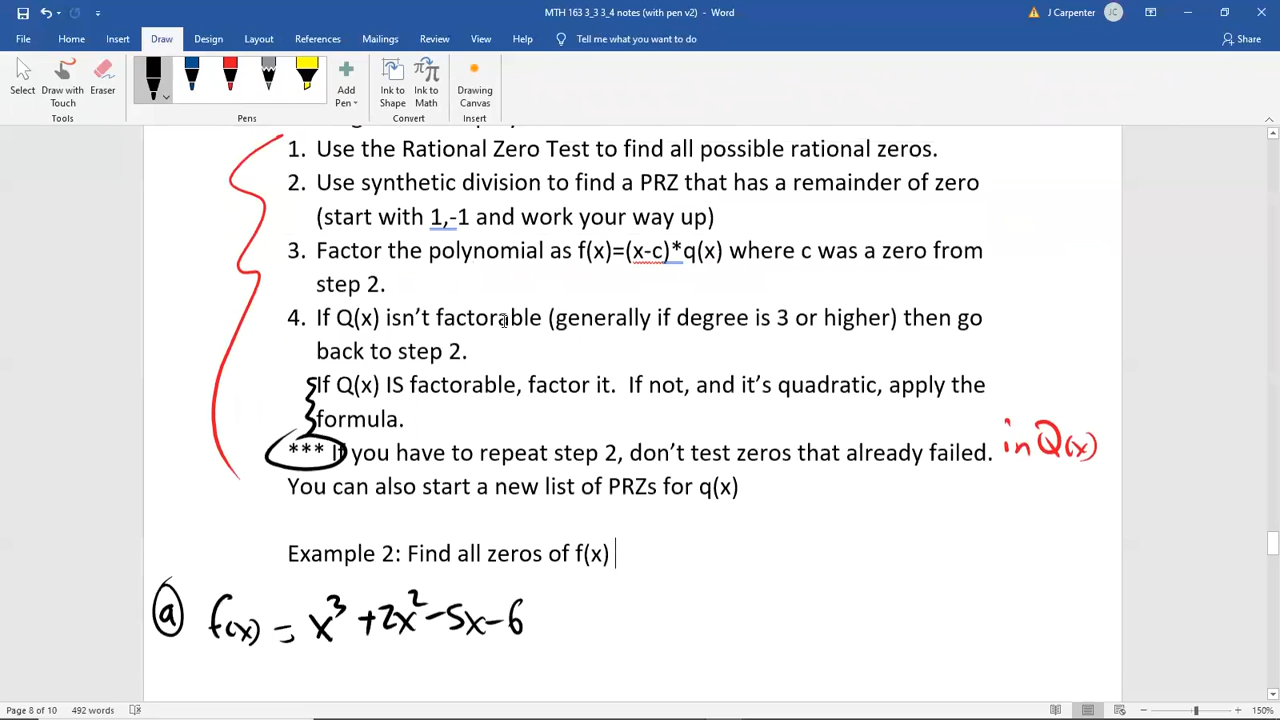 MTH 163 3_3 3_4 notes (with pen v2) - Word
J Carpenter JC
File Home Insert Draw Design Layout References Mailings Review View Help Tell me what you want to do Share
Select Draw with Touch Eraser Add Pen Ink to Shape Ink to Math Drawing Canvas
Tools Pens Convert Insert
1. Use the Rational Zero Test to find all possible rational zeros.
2. Use synthetic division to find a PRZ that has a remainder of zero
(start with 1,-1 and work your way up)
3. Factor the polynomial as f(x)=(x-c)*q(x) where c was a zero from
step 2.
4. If Q(x) isn't factorable (generally if degree is 3 or higher) then go
back to step 2.
If Q(x) IS factorable, factor it. If not, and it's quadratic, apply the
formula.
*** If you have to repeat step 2, don't test zeros that already failed. in Q(x)
You can also start a new list of PRZs for q(x)
Example 2: Find all zeros of f(x)
a f(x) = x³ + 2x² - 5x - 6
Page 8 of 10 492 words 150%